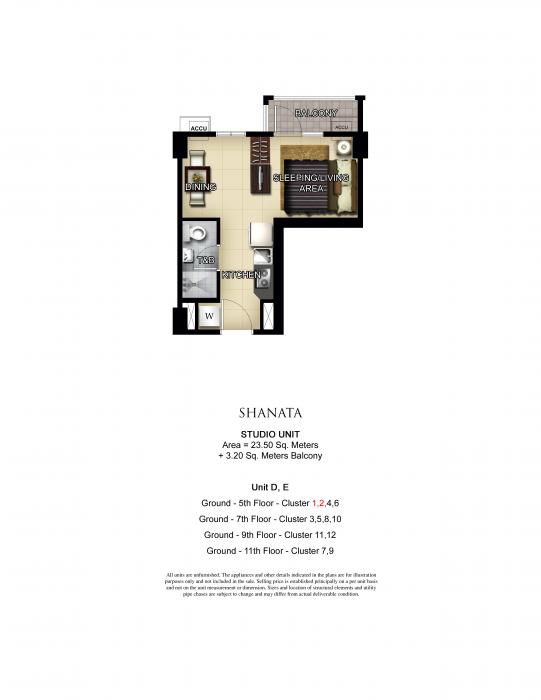 BALCONY
ACCU
ACCU
SLEEPING/LIVING
AREA
DINING
T&B
KITCHEN
W
SHANATA
STUDIO UNIT
Area = 23.50 Sq. Meters
+ 3.20 Sq. Meters Balcony
Unit D, E
Ground - 5th Floor - Cluster 1,2,4,6
Ground - 7th Floor - Cluster 3,5,8,10
Ground - 9th Floor - Cluster 11,12
Ground - 11th Floor - Cluster 7,9
All units are unfurnished. The appliances and other details indicated in the plans are for illustration
purposes only and not included in the sale. Selling price is established principally on a per unit basis
and not on the unit measurement or dimension. Sizes and location of structural elements and utility
pipe chases are subject to change and may differ from actual deliverable condition.